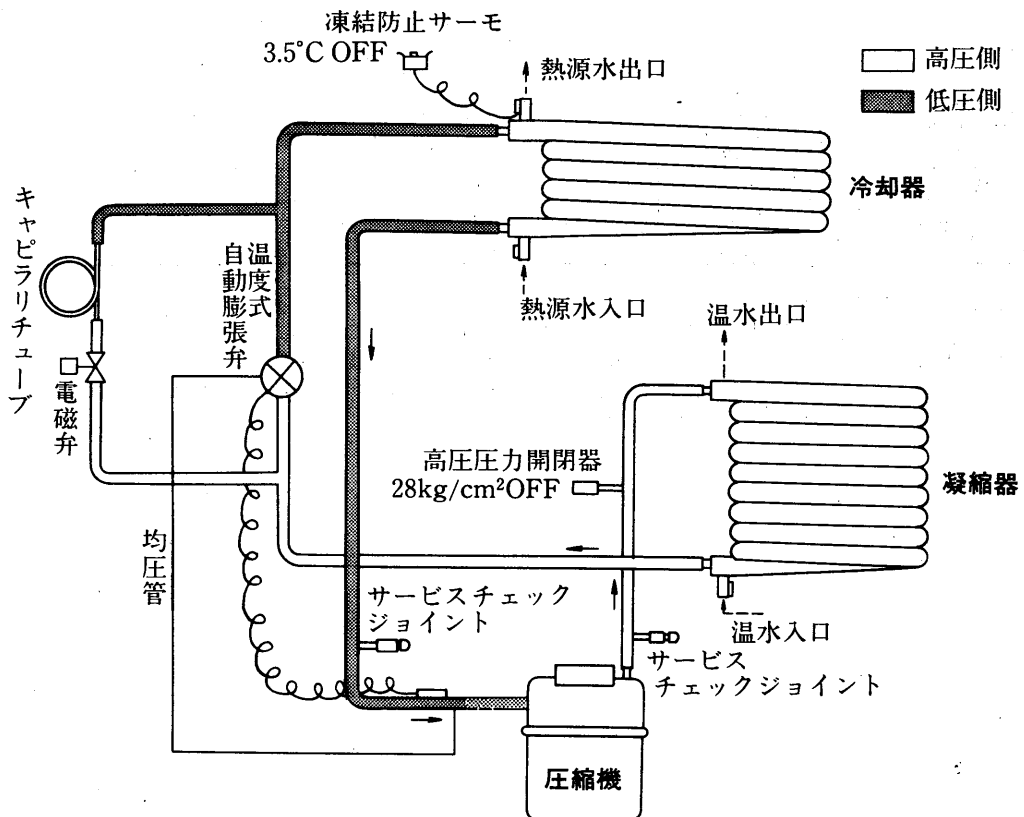 凍結防止サーモ
3.5°C OFF
熱源水出口
高圧側
低圧側
冷却器
キャピラリチューブ
温度式
自動膨張弁
熱源水入口
温水出口
電磁弁
高圧圧力開閉器
28kg/cm²OFF
凝縮器
均圧管
サービスチェック
ジョイント
温水入口
サービス
チェックジョイント
圧縮機